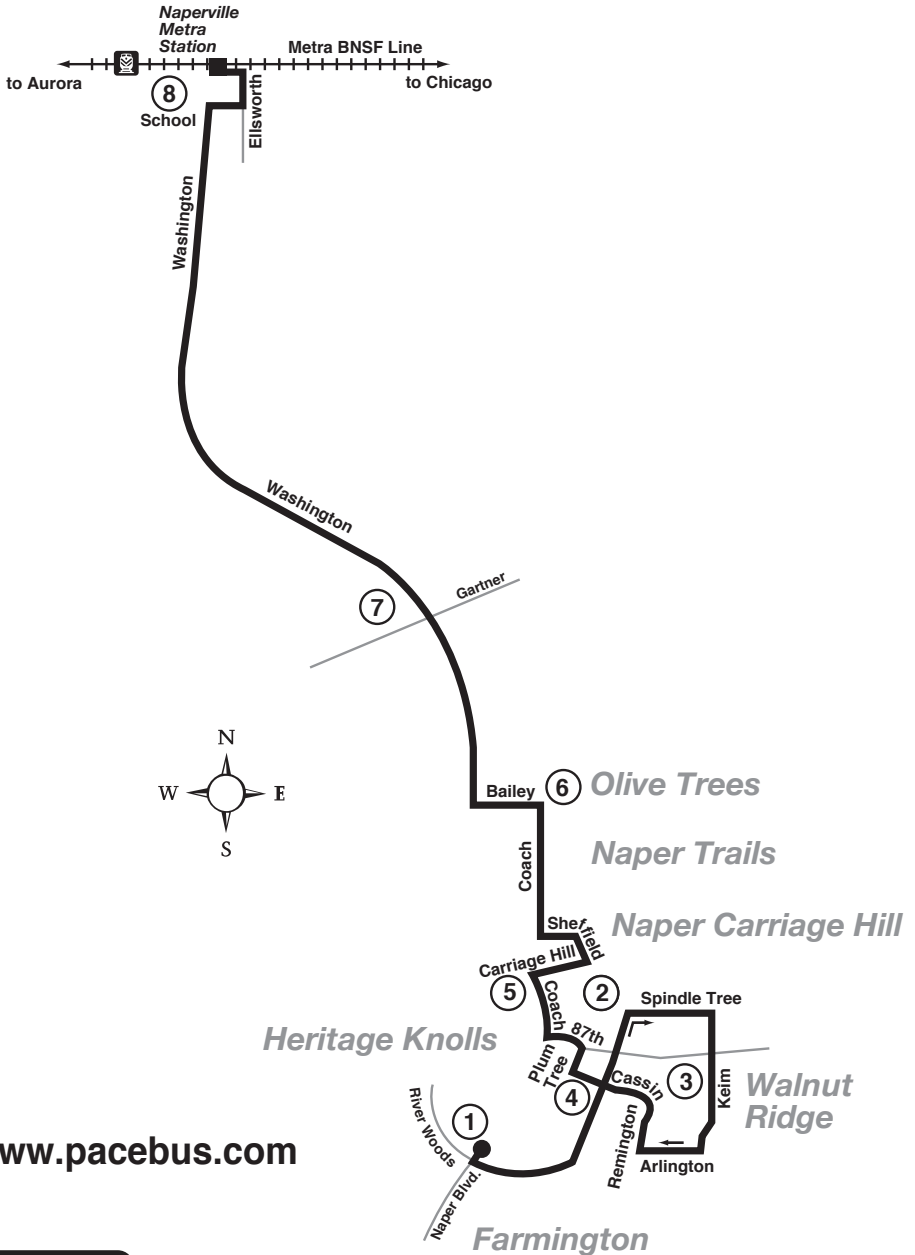 Naperville
Metra
Station
Metra BNSF Line
to Aurora
to Chicago
8
School
Ellsworth
Washington
Washington
Gartner
7
N
W
E
S
Bailey
6
Olive Trees
Coach
Naper Trails
Sheffield
Naper Carriage Hill
Carriage Hill
5
Coach
2
Spindle Tree
Heritage Knolls
87th
Plum
Tree
4
Cassin
3
Keim
Walnut
Ridge
River Woods
1
Remington
Arlington
ww.pacebus.com
Naper Blvd.
Farmington